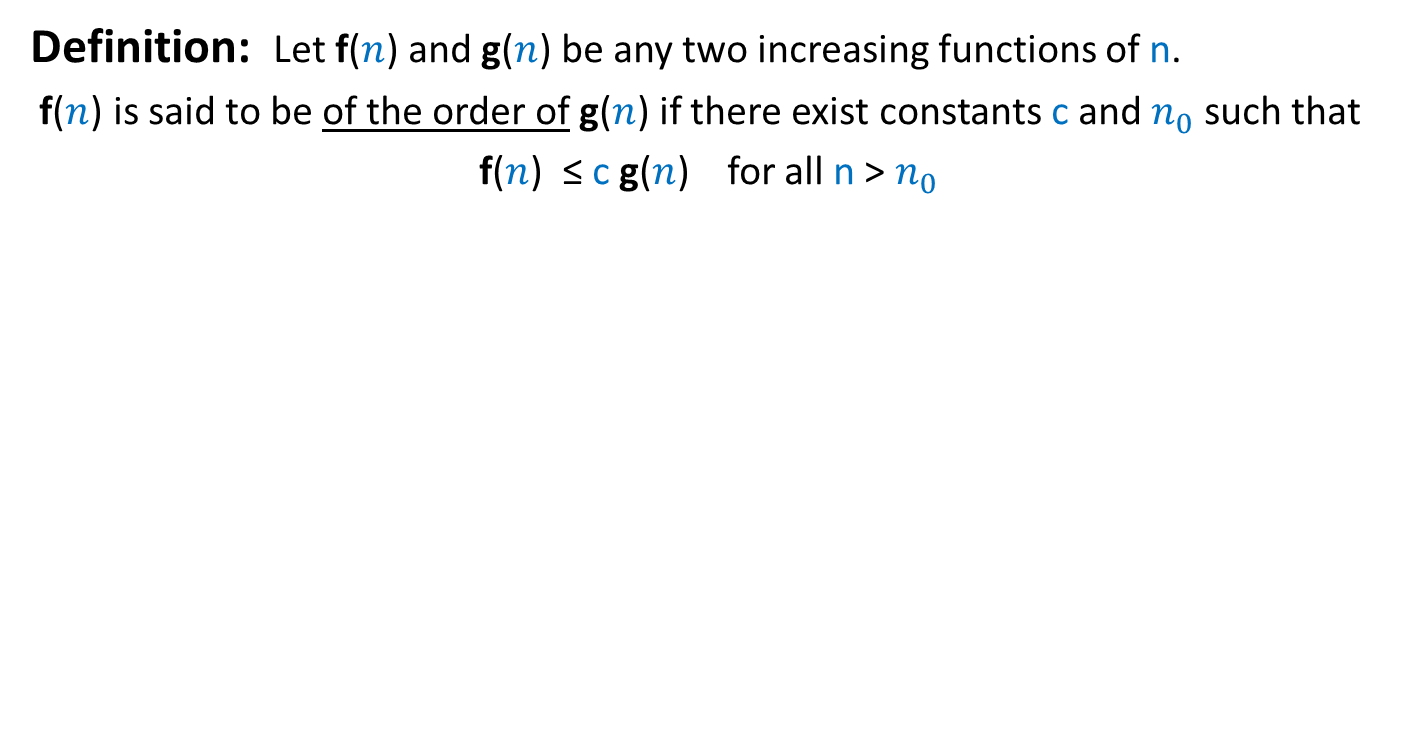 Definition: Let f(n) and g(n) be any two increasing functions of n.
f(n) is said to be of the order of g(n) if there exist constants c and n₀ such that
f(n) ≤ c g(n) for all n > n₀